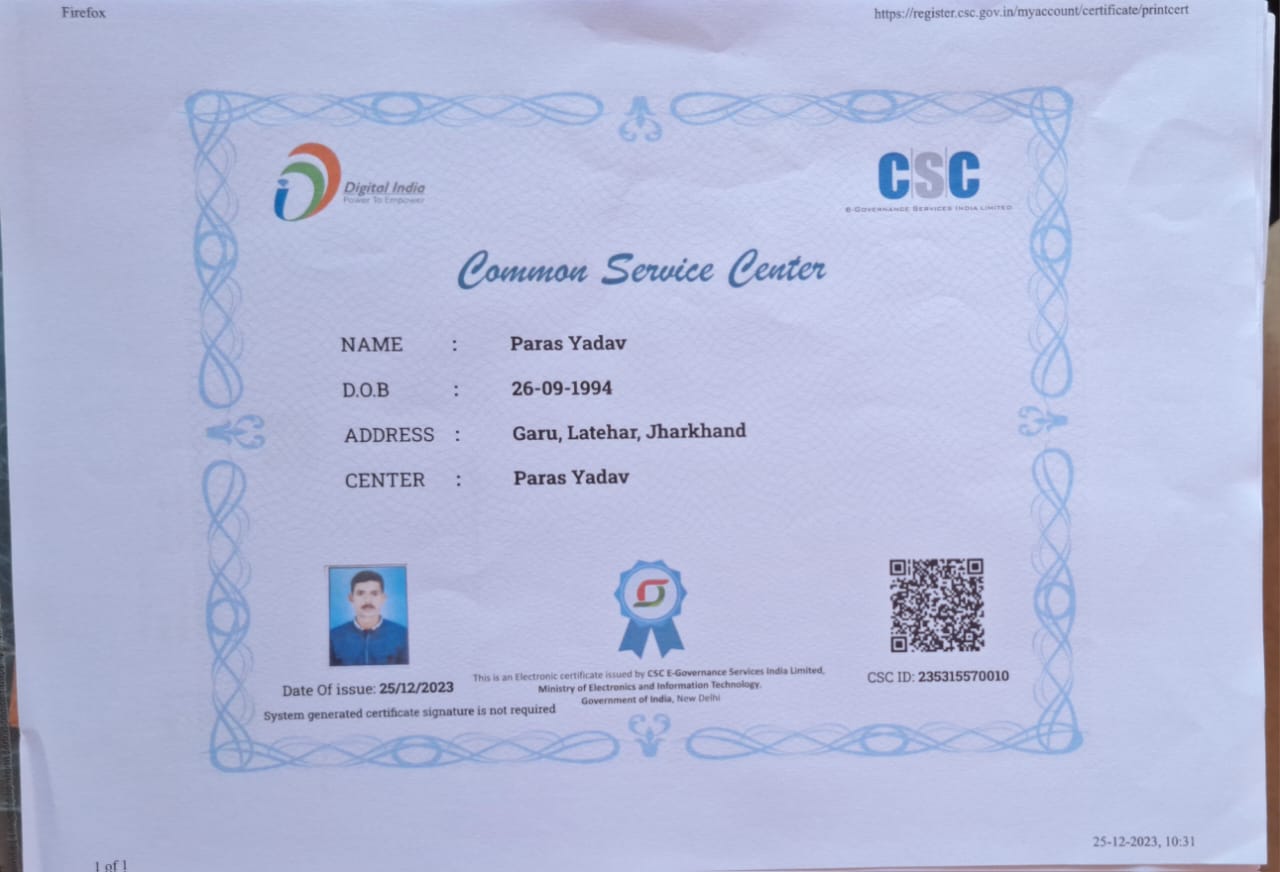 Firefox
https://register.csc.gov.in/myaccount/certificate/printcert
Digital India
Power To Empower
CSC
E-GOVERNANCE SERVICES INDIA LIMITED
Common Service Center
NAME : Paras Yadav
D.O.B : 26-09-1994
ADDRESS : Garu, Latehar, Jharkhand
CENTER : Paras Yadav
This is an Electronic certificate issued by CSC E-Governance Services India Limited,
Ministry of Electronics and Information Technology,
Government of India, New Delhi
Date Of issue: 25/12/2023
CSC ID: 235315570010
System generated certificate signature is not required
25-12-2023, 10:31
1 of 1